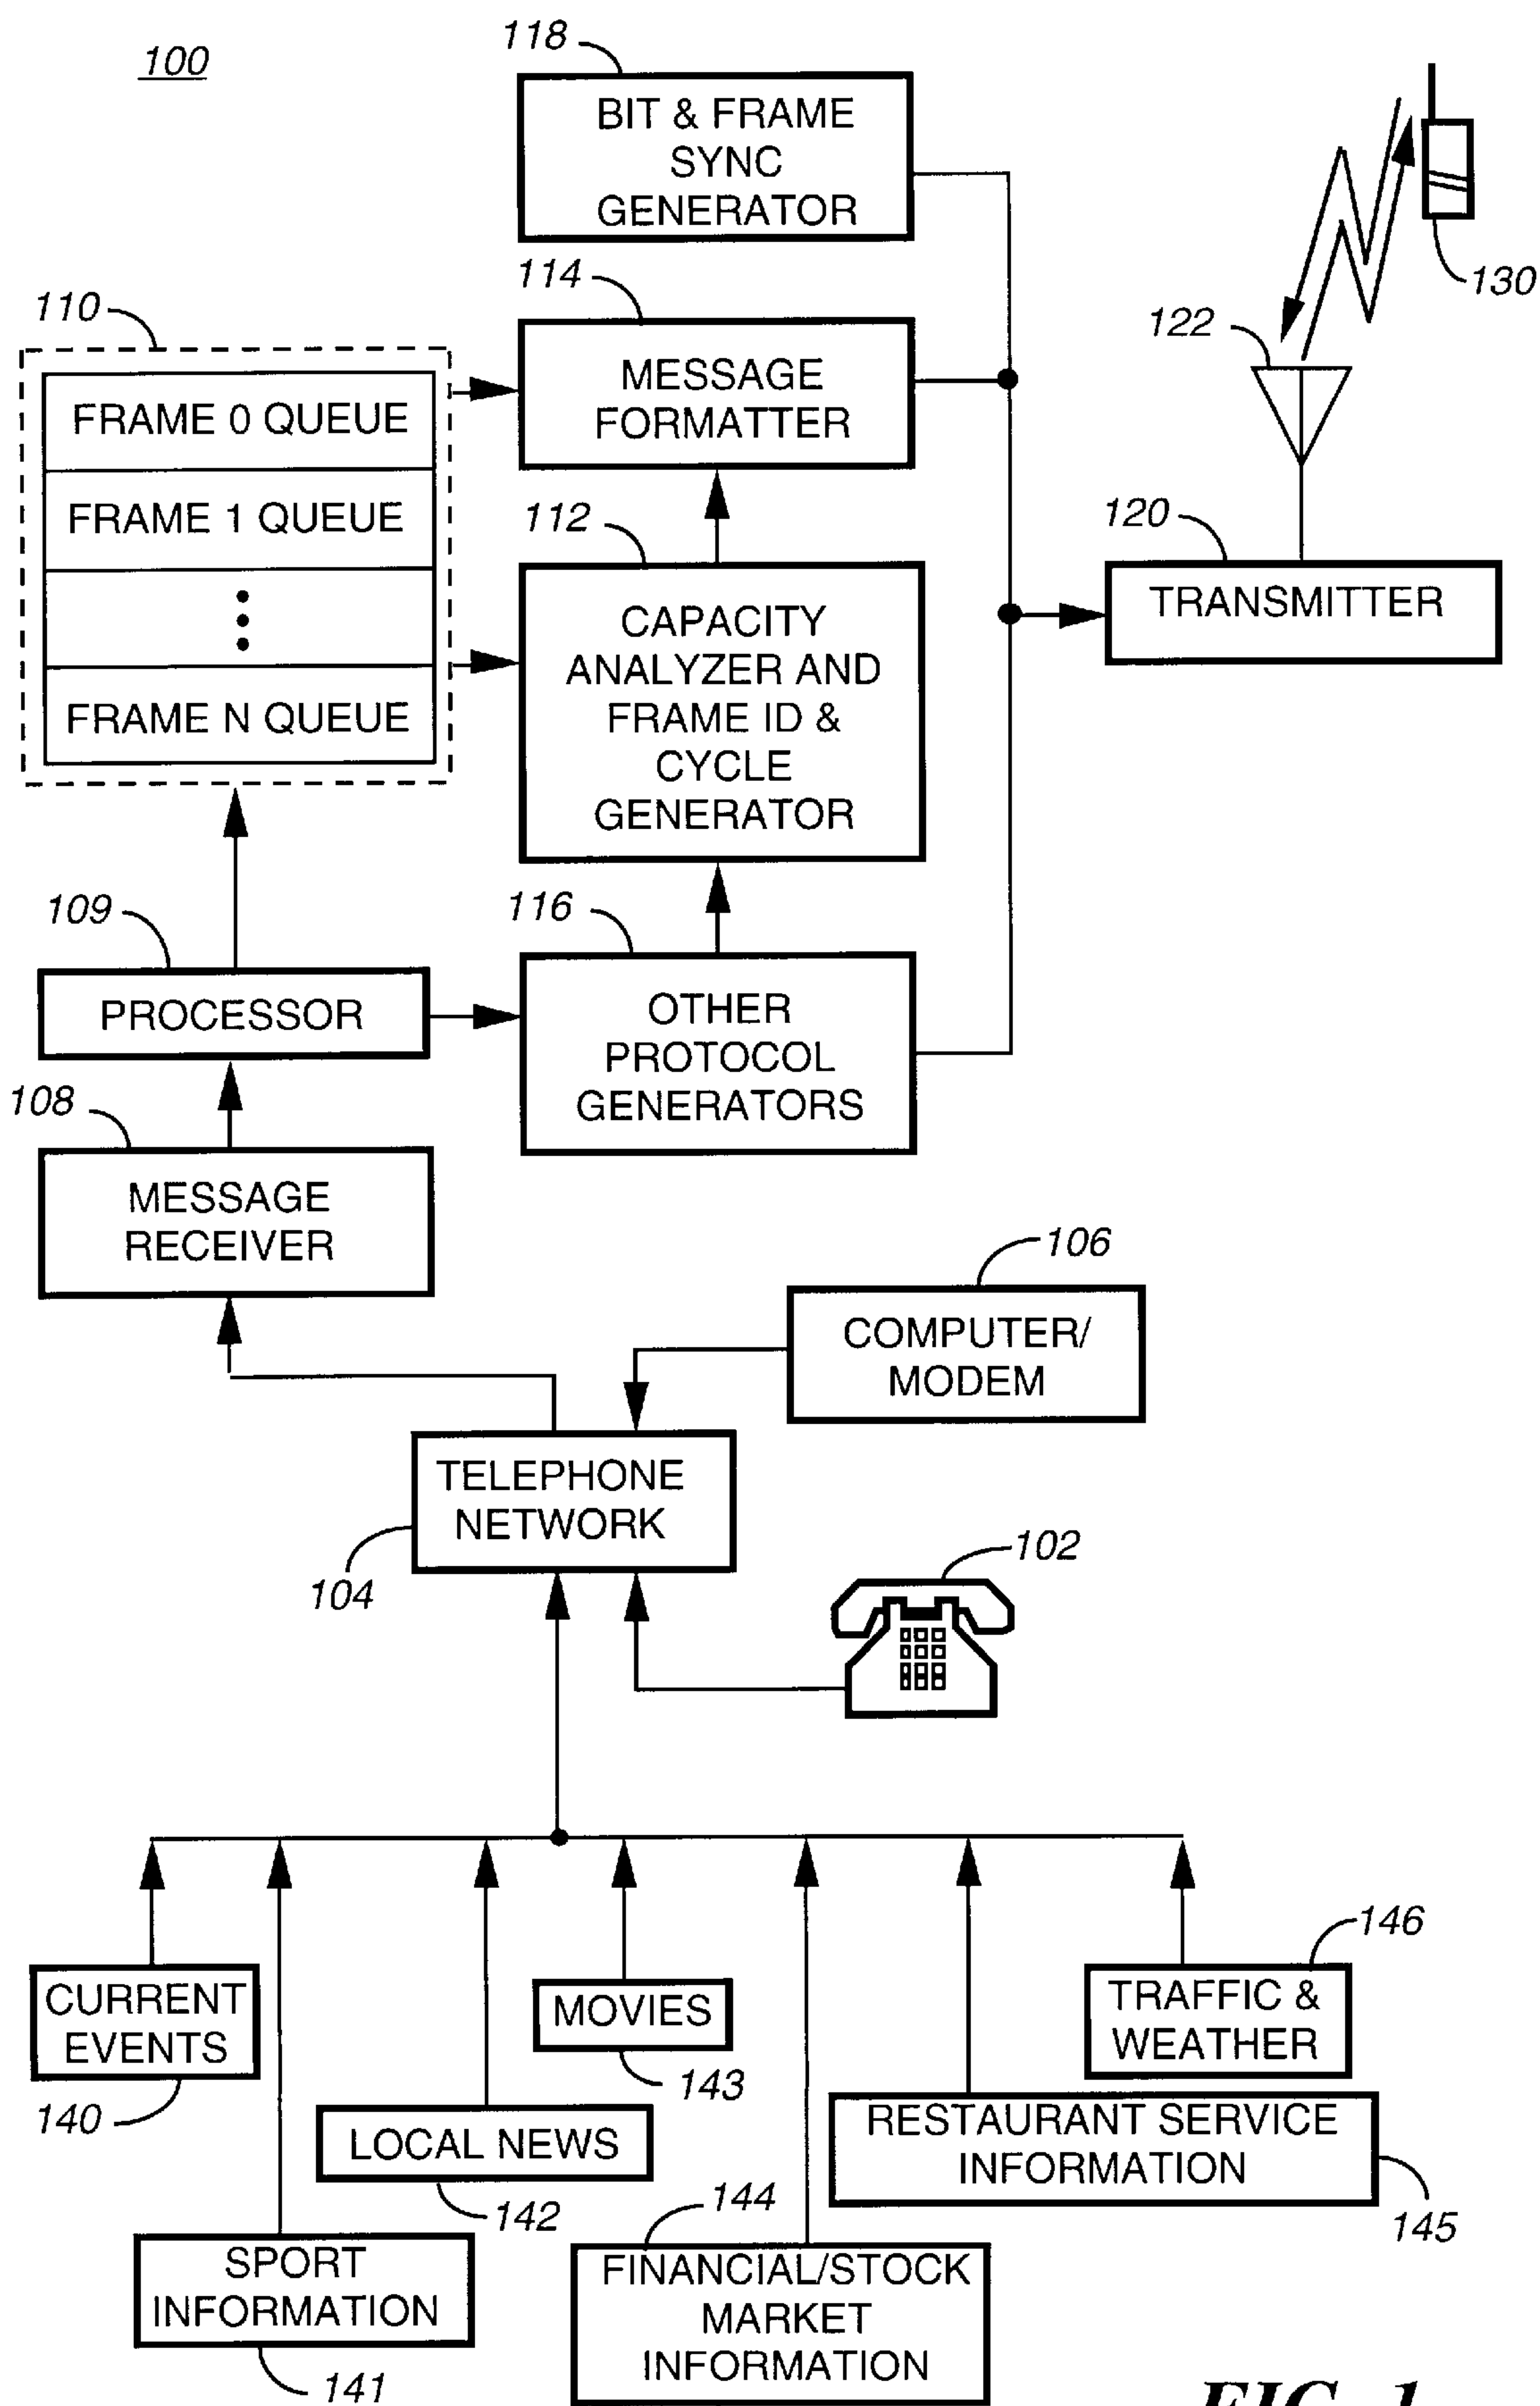 100
118
BIT & FRAME
SYNC
GENERATOR
130
110
114
122
MESSAGE
FORMATTER
FRAME 0 QUEUE
FRAME 1 QUEUE
FRAME N QUEUE
112
120
CAPACITY
ANALYZER AND
FRAME ID &
CYCLE
GENERATOR
TRANSMITTER
109
116
PROCESSOR
OTHER
PROTOCOL
GENERATORS
108
MESSAGE
RECEIVER
106
COMPUTER/
MODEM
TELEPHONE
NETWORK
104
102
146
CURRENT
EVENTS
140
MOVIES
143
TRAFFIC &
WEATHER
LOCAL NEWS
142
RESTAURANT SERVICE
INFORMATION
145
144
SPORT
INFORMATION
141
FINANCIAL/STOCK
MARKET
INFORMATION
FIG. 1